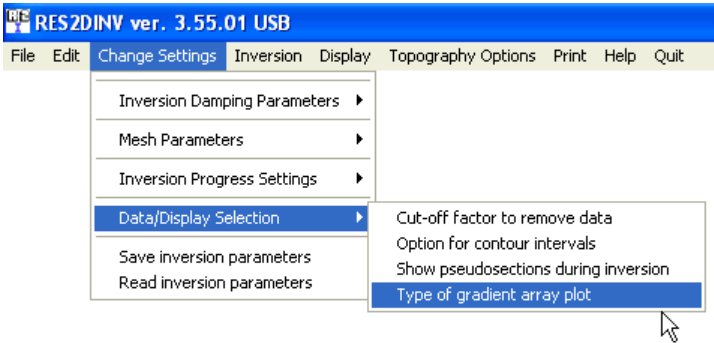 RES2DINV ver. 3.55.01 USB
File Edit Change Settings Inversion Display Topography Options Print Help Quit
Inversion Damping Parameters
Mesh Parameters
Inversion Progress Settings
Data/Display Selection
Save inversion parameters
Read inversion parameters
Cut-off factor to remove data
Option for contour intervals
Show pseudosections during inversion
Type of gradient array plot